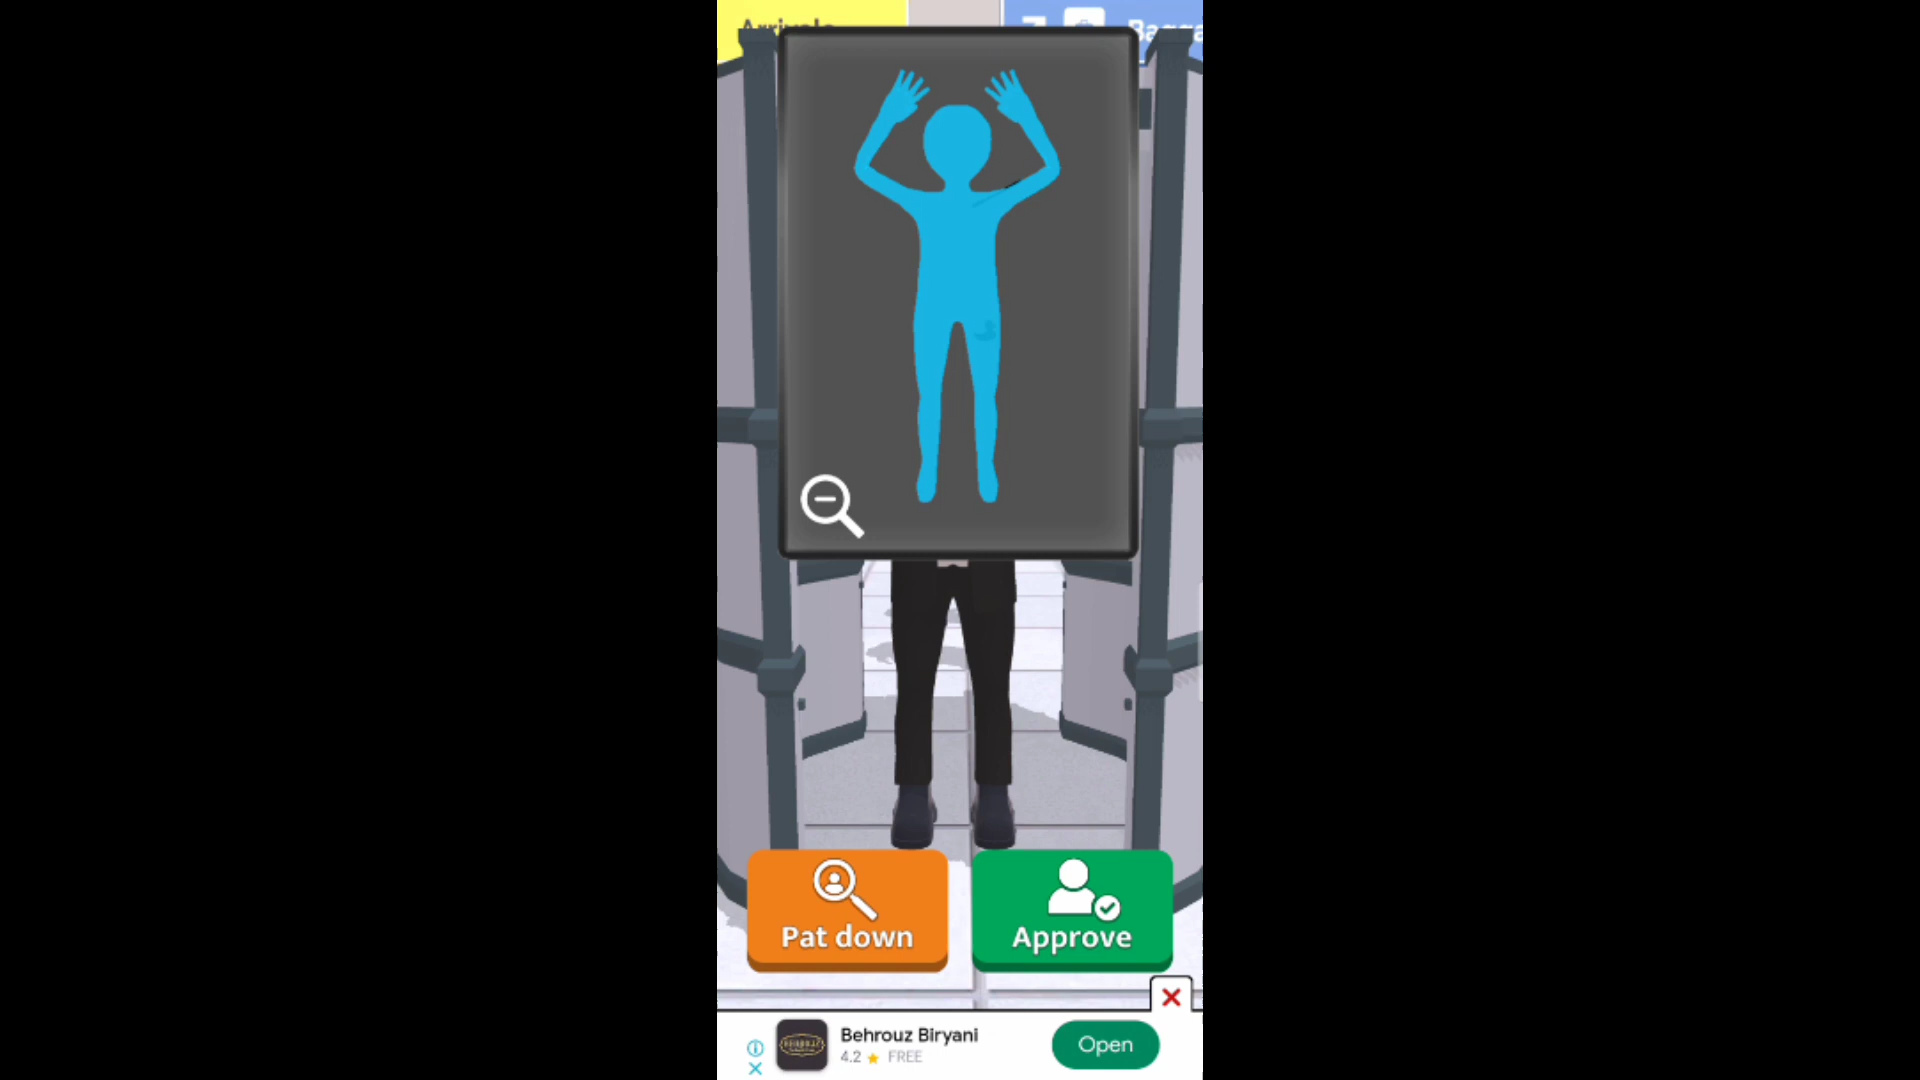 Pat down
Approve
Behrouz Biryani
4.2 ★ FREE
Open